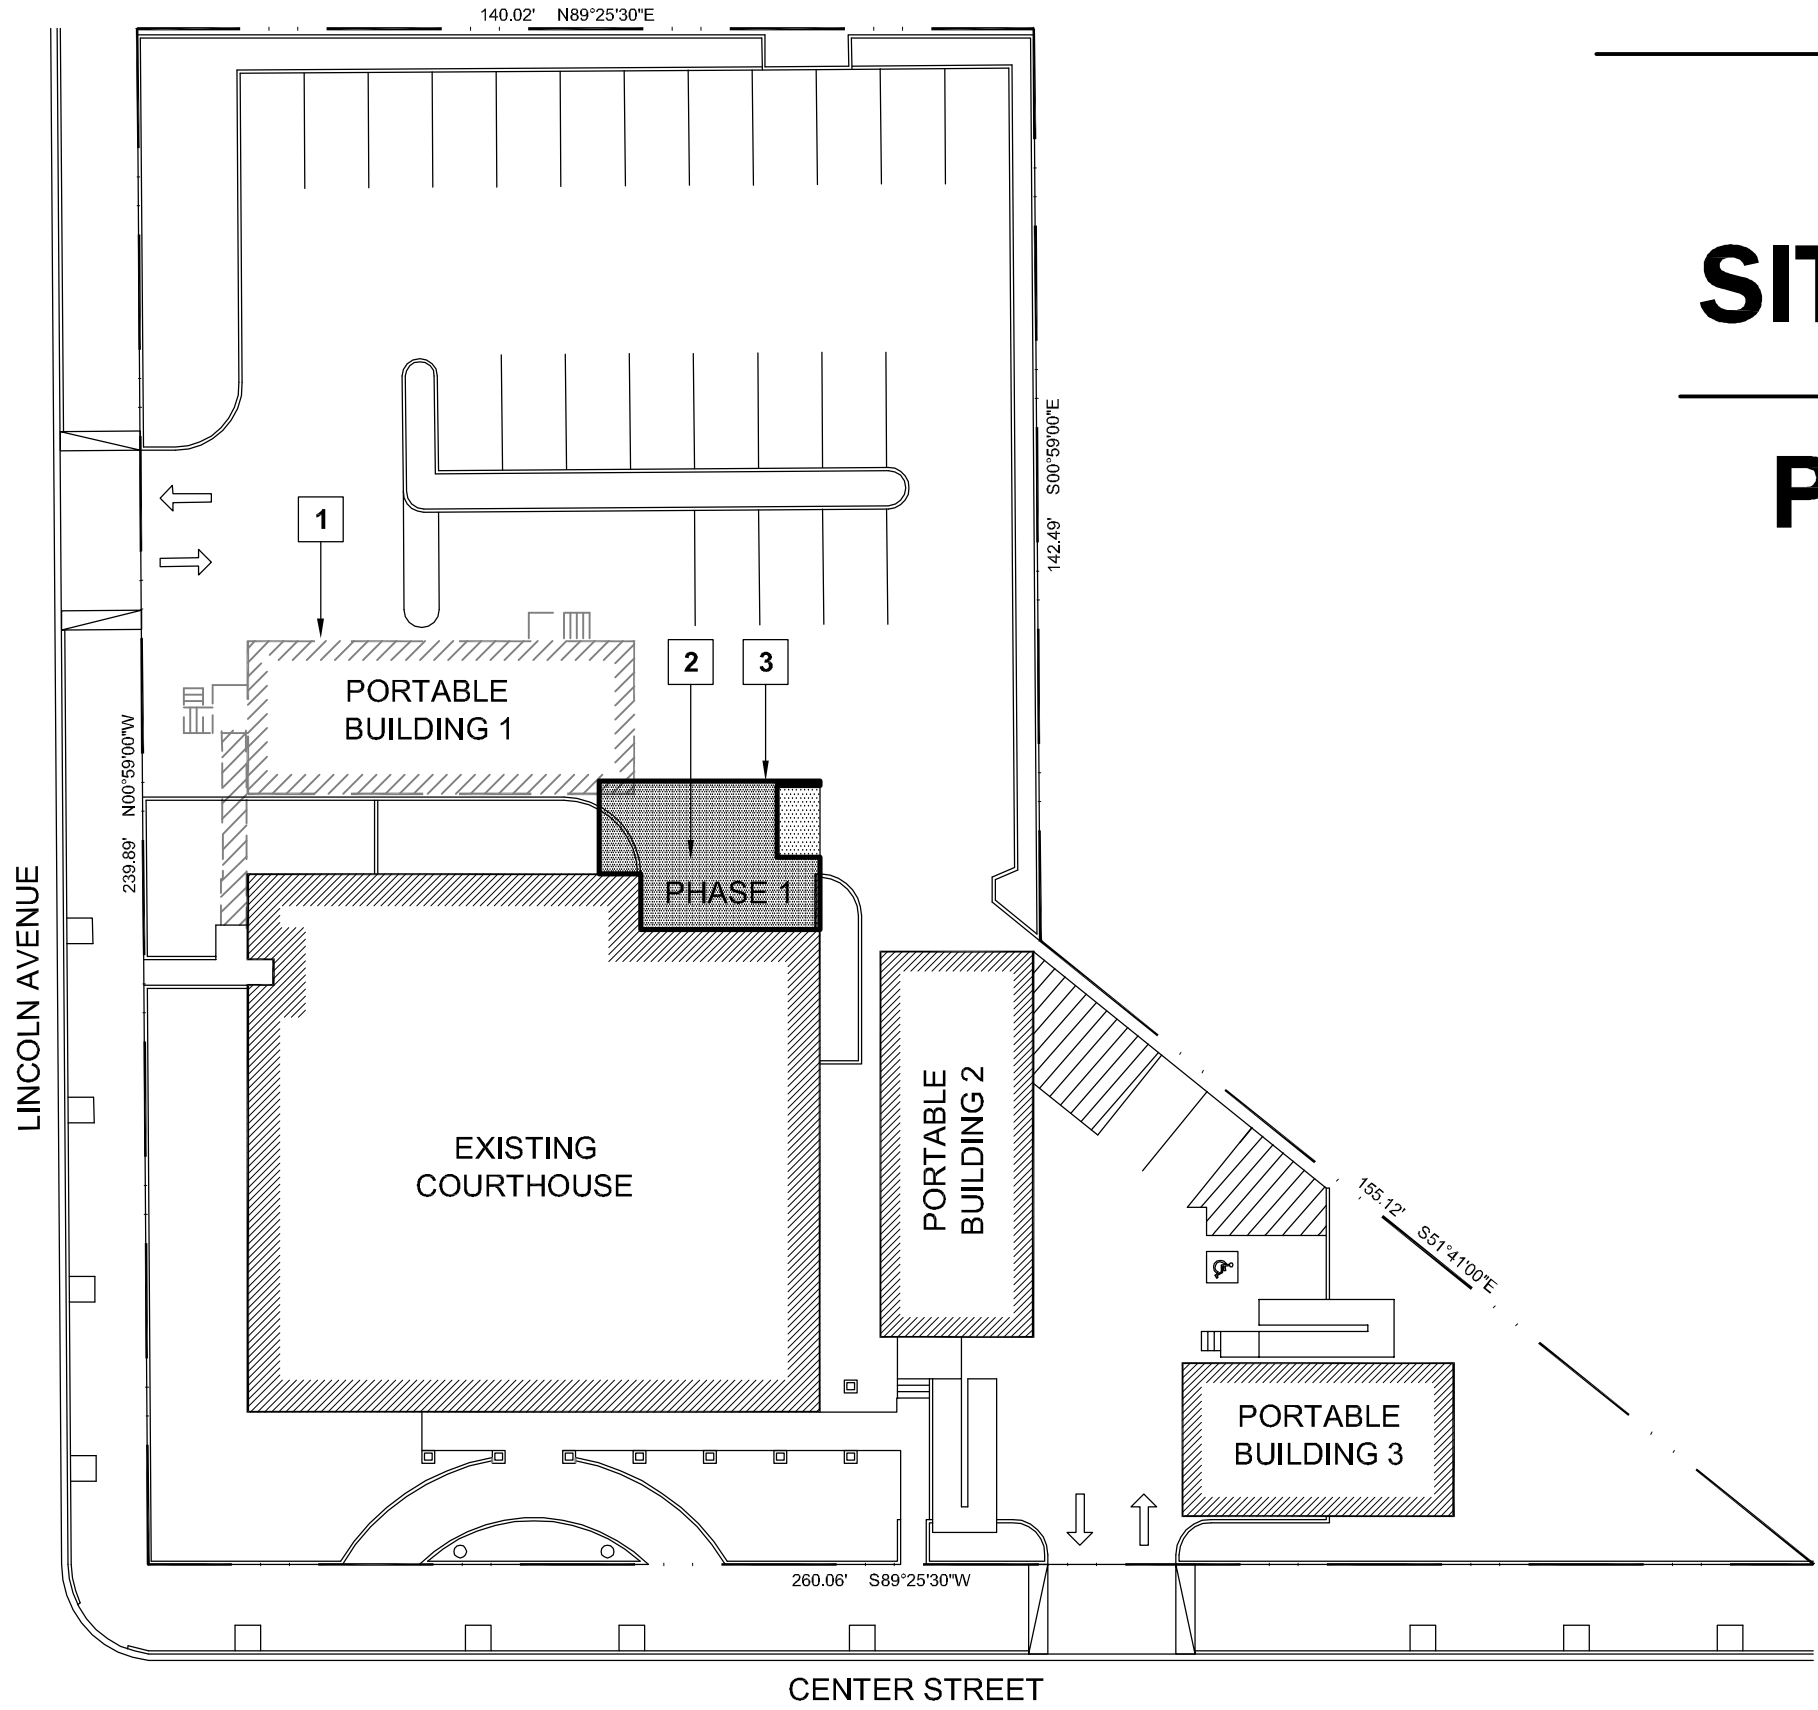 140.02' N89°25'30"E
SIT
P
142.49' S00°59'00"E
1
2
3
PORTABLE
BUILDING 1
239.89' N00°59'00"W
PHASE 1
LINCOLN AVENUE
EXISTING
COURTHOUSE
PORTABLE
BUILDING 2
155.12' S51°41'00"E
PORTABLE
BUILDING 3
260.06' S89°25'30"W
CENTER STREET